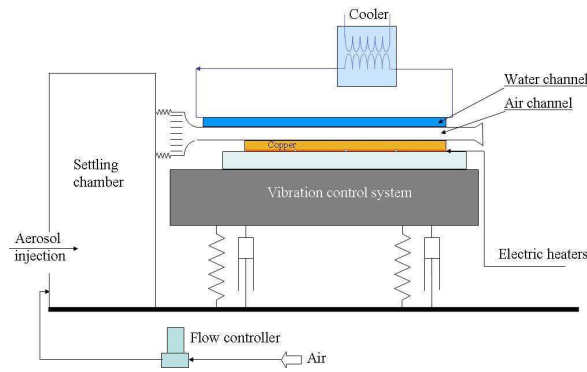 Cooler
Water channel
Air channel
Copper
Settling
chamber
Vibration control system
Aerosol
injection
Electric heaters
Flow controller
Air